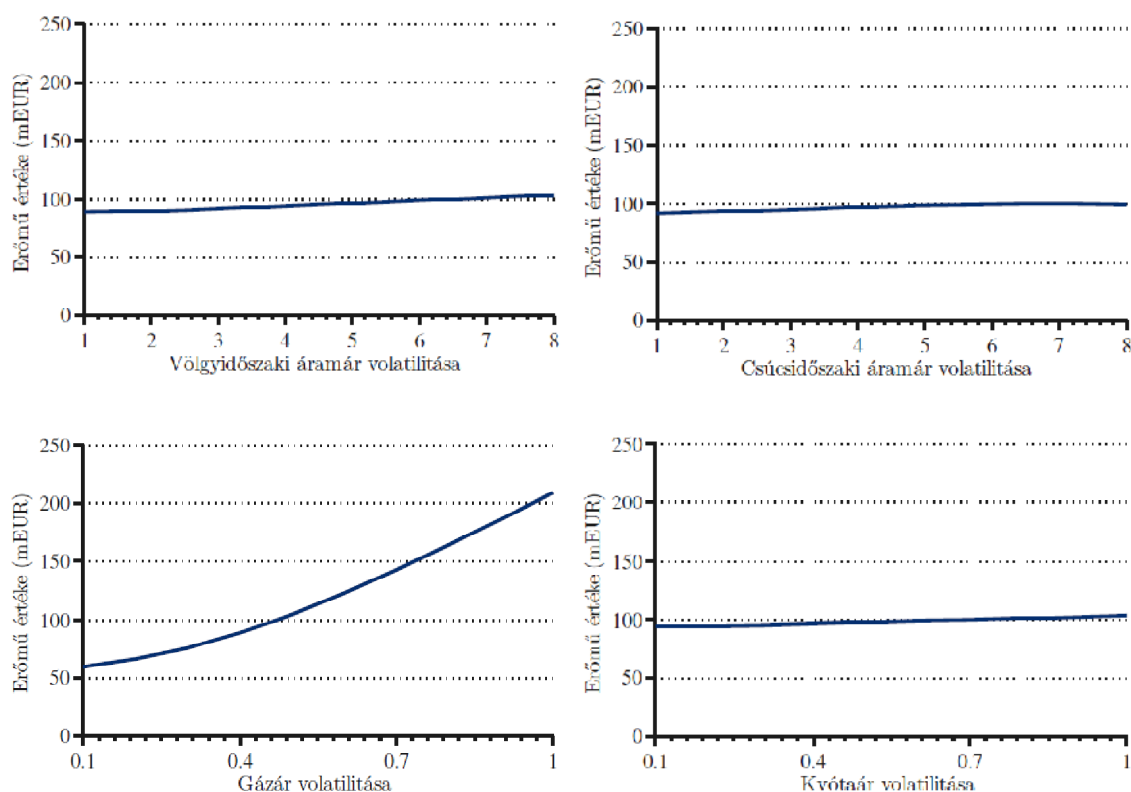 250
200
150
100
50
0
Erőmű értéke (mEUR)
1 2 3 4 5 6 7 8
Völgyidőszaki áramár volatilitása
250
200
150
100
50
0
Erőmű értéke (mEUR)
1 2 3 4 5 6 7 8
Csúcsidőszaki áramár volatilitása
250
200
150
100
50
0
Erőmű értéke (mEUR)
0.1 0.4 0.7 1
Gázár volatilitása
250
200
150
100
50
0
Erőmű értéke (mEUR)
0.1 0.4 0.7 1
Kvótaár volatilitása